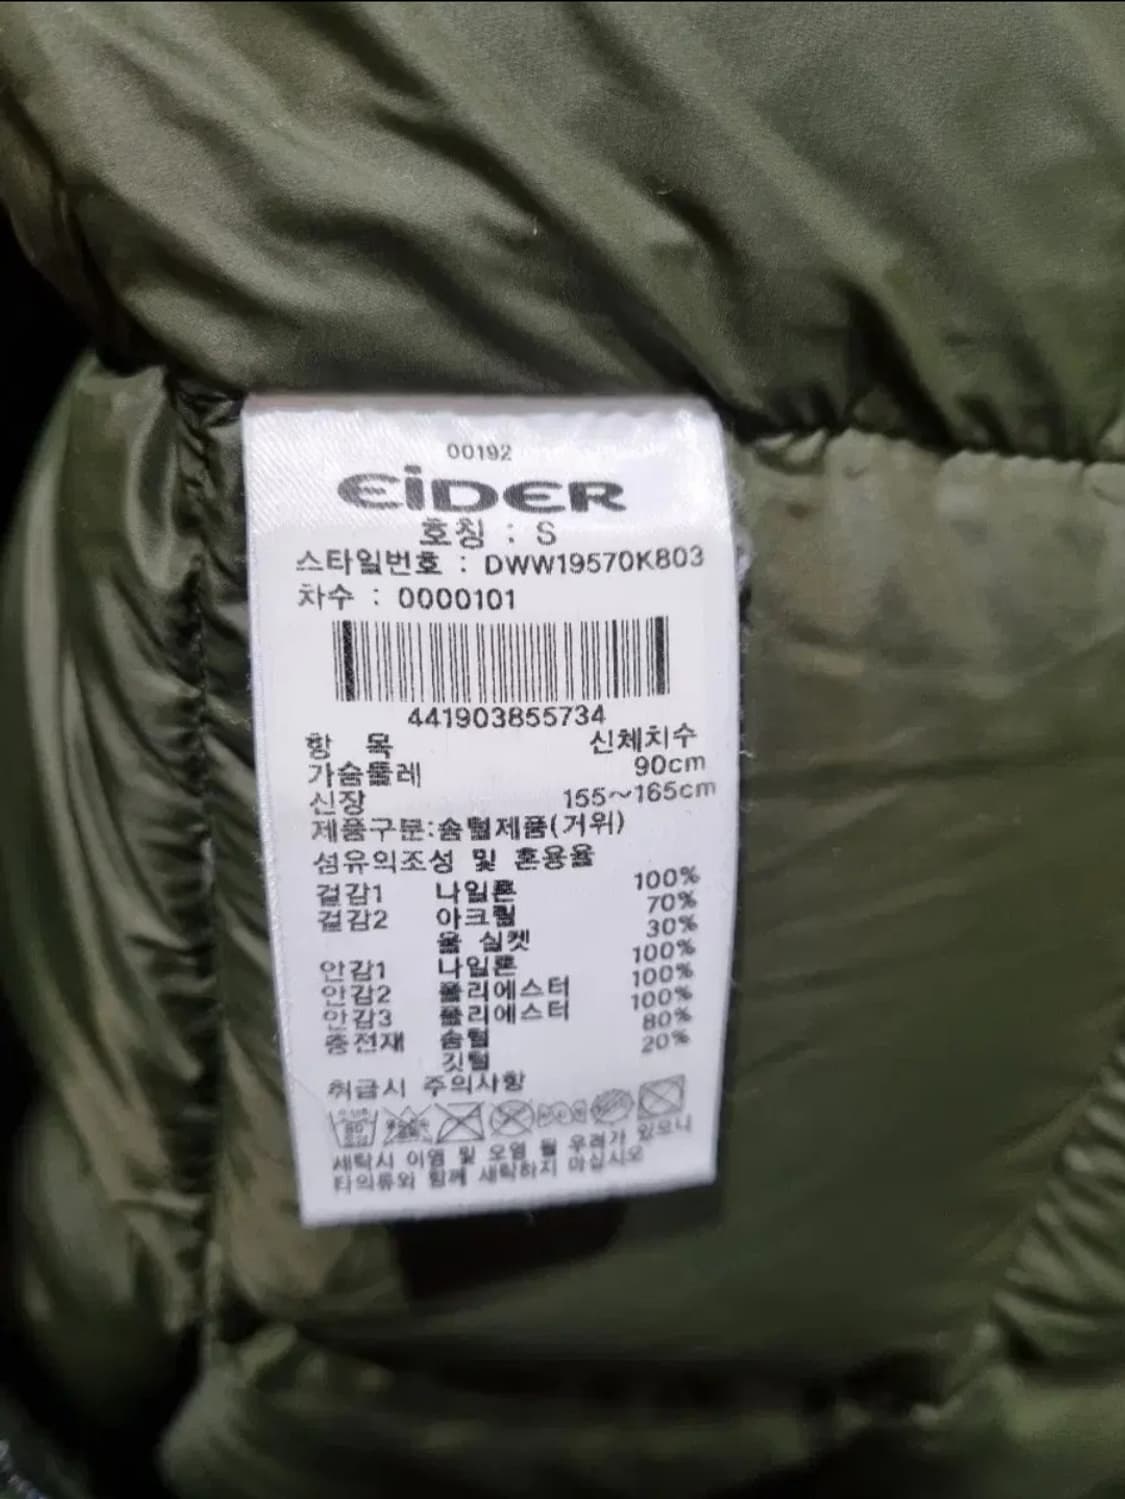 00192
EiDER
호칭 : S
스타일번호 : DWW19570K803
차수 : 0000101
441903855734
항 목 신체치수
가슴둘레 90cm
신장 155~165cm
제품구분:솜털제품(거위)
섬유의조성 및 혼용율
겉감1 나일론 100%
겉감2 아크릴 70%
울 실켓 30%
안감1 나일론 100%
안감2 폴리에스터 100%
안감3 폴리에스터 100%
충전재 솜털 80%
깃털 20%
취급시 주의사항
세탁시 이염 및 오염 될 우려가 있으니
타의류와 함께 세탁하지 마십시오